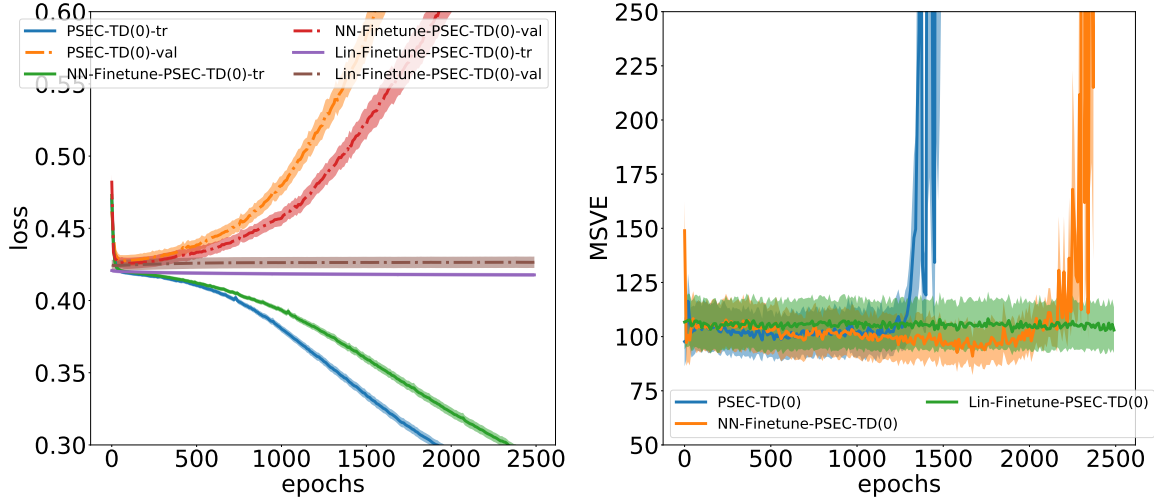 0.60
PSEC-TD(0)-tr
PSEC-TD(0)-val
NN-Finetune-PSEC-TD(0)-tr
NN-Finetune-PSEC-TD(0)-val
Lin-Finetune-PSEC-TD(0)-tr
Lin-Finetune-PSEC-TD(0)-val
0.55
0.50
0.45
0.40
0.35
0.30
loss
0 500 1000 1500 2000 2500
epochs
250
225
200
175
150
125
100
75
50
MSVE
PSEC-TD(0)
NN-Finetune-PSEC-TD(0)
Lin-Finetune-PSEC-TD(0)
0 500 1000 1500 2000 2500
epochs